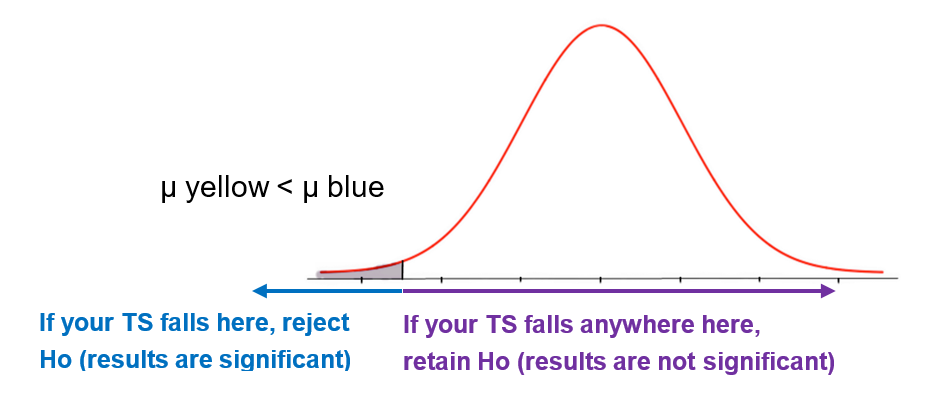 µ yellow < µ blue
If your TS falls here, reject
Ho (results are significant)
If your TS falls anywhere here,
retain Ho (results are not significant)